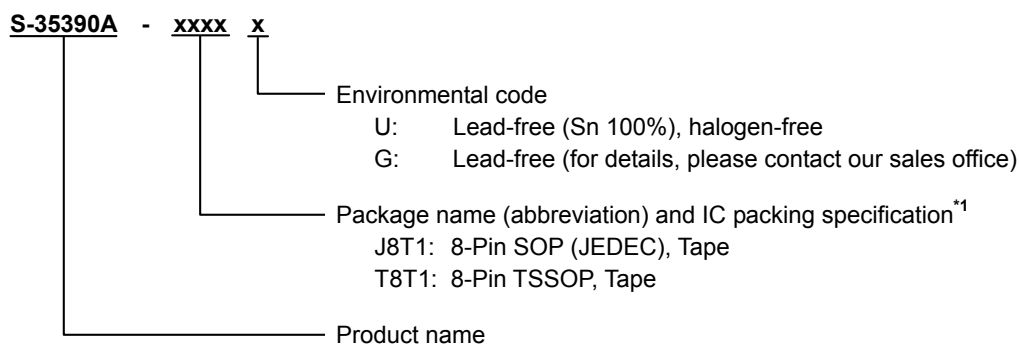 S-35390A - xxxx x
Environmental code
U: Lead-free (Sn 100%), halogen-free
G: Lead-free (for details, please contact our sales office)
Package name (abbreviation) and IC packing specification*1
J8T1: 8-Pin SOP (JEDEC), Tape
T8T1: 8-Pin TSSOP, Tape
Product name